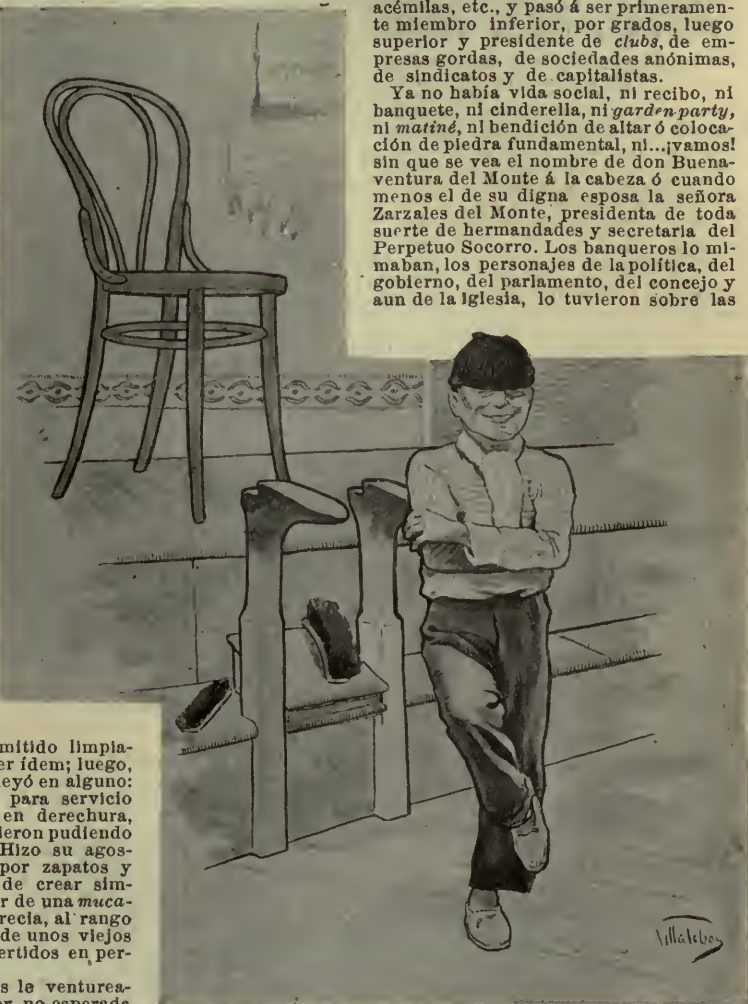 mitido limpia-
er ídem; luego,
eyó en alguno:
para servicio
en derechura,
ieron pudiendo
Hizo su agos-
por zapatos y
de crear sim-
r de una muca-
recia, al rango
de unos viejos
ertidos en per-
s le venturea-
no esperada
acémilas, etc., y pasó á ser primeramen-
te miembro inferior, por grados, luego
superior y presidente de clubs, de em-
presas gordas, de sociedades anónimas,
de sindicatos y de capitalistas.
Ya no había vida social, ni recibo, ni
banquete, ni cinderella, ni garden-party,
ni matiné, ni bendición de altar ó coloca-
ción de piedra fundamental, ni...¡vamos!
sin que se vea el nombre de don Buena-
ventura del Monte á la cabeza ó cuando
menos el de su digna esposa la señora
Zarzales del Monte, presidenta de toda
suerte de hermandades y secretaria del
Perpetuo Socorro. Los banqueros lo mi-
maban, los personajes de la política, del
gobierno, del parlamento, del concejo y
aun de la Iglesia, lo tuvieron sobre las